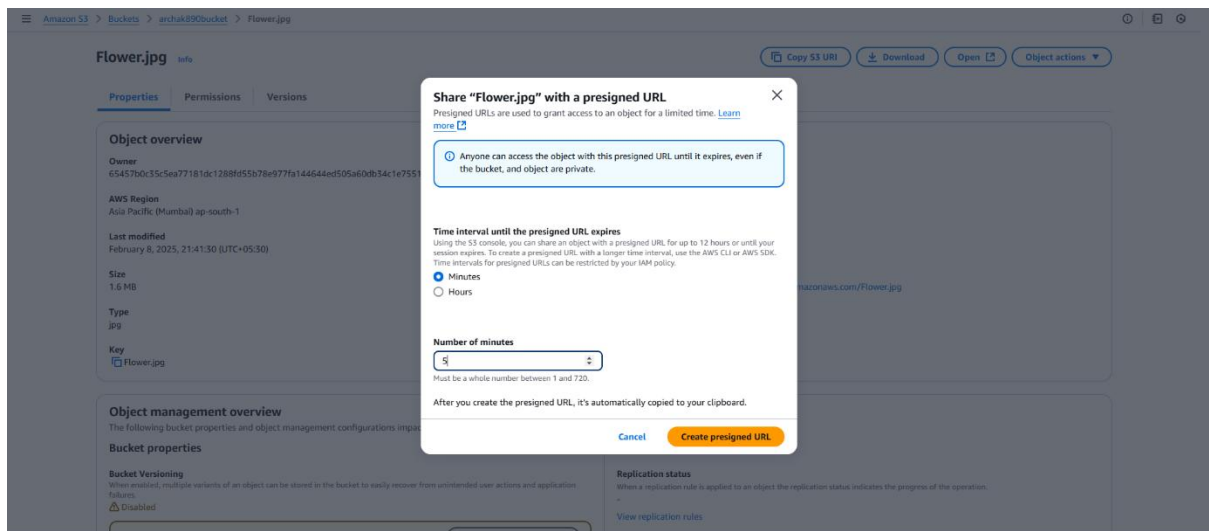 Amazon S3 > Buckets > archak890bucket > Flower.jpg
Flower.jpg Info
Copy S3 URI
Download
Open
Object actions
Properties
Permissions
Versions
Object overview
Owner
AWS Region
Asia Pacific (Mumbai) ap-south-1
Last modified
February 8, 2025, 21:41:30 (UTC+05:30)
Size
1.6 MB
Type
jpg
Key
Flower.jpg
mazonaws.com/Flower.jpg
Share “Flower.jpg” with a presigned URL
Presigned URLs are used to grant access to an object for a limited time. Learn
more
Anyone can access the object with this presigned URL until it expires, even if
the bucket, and object are private.
Time interval until the presigned URL expires
Using the S3 console, you can share an object with a presigned URL for up to 12 hours or until your
session expires. To create a presigned URL with a longer time interval, use the AWS CLI or AWS SDK.
Time intervals for presigned URLs can be restricted by your IAM policy.
Minutes
Hours
Number of minutes
5
Must be a whole number between 1 and 720.
After you create the presigned URL, it's automatically copied to your clipboard.
Cancel
Create presigned URL
Object management overview
The following bucket properties and object management configurations impac
Bucket properties
Bucket Versioning
When enabled, multiple variants of an object can be stored in the bucket to easily recover from unintended user actions and application
failures.
Disabled
Replication status
When a replication rule is applied to an object the replication status indicates the progress of the operation.
-
View replication rules